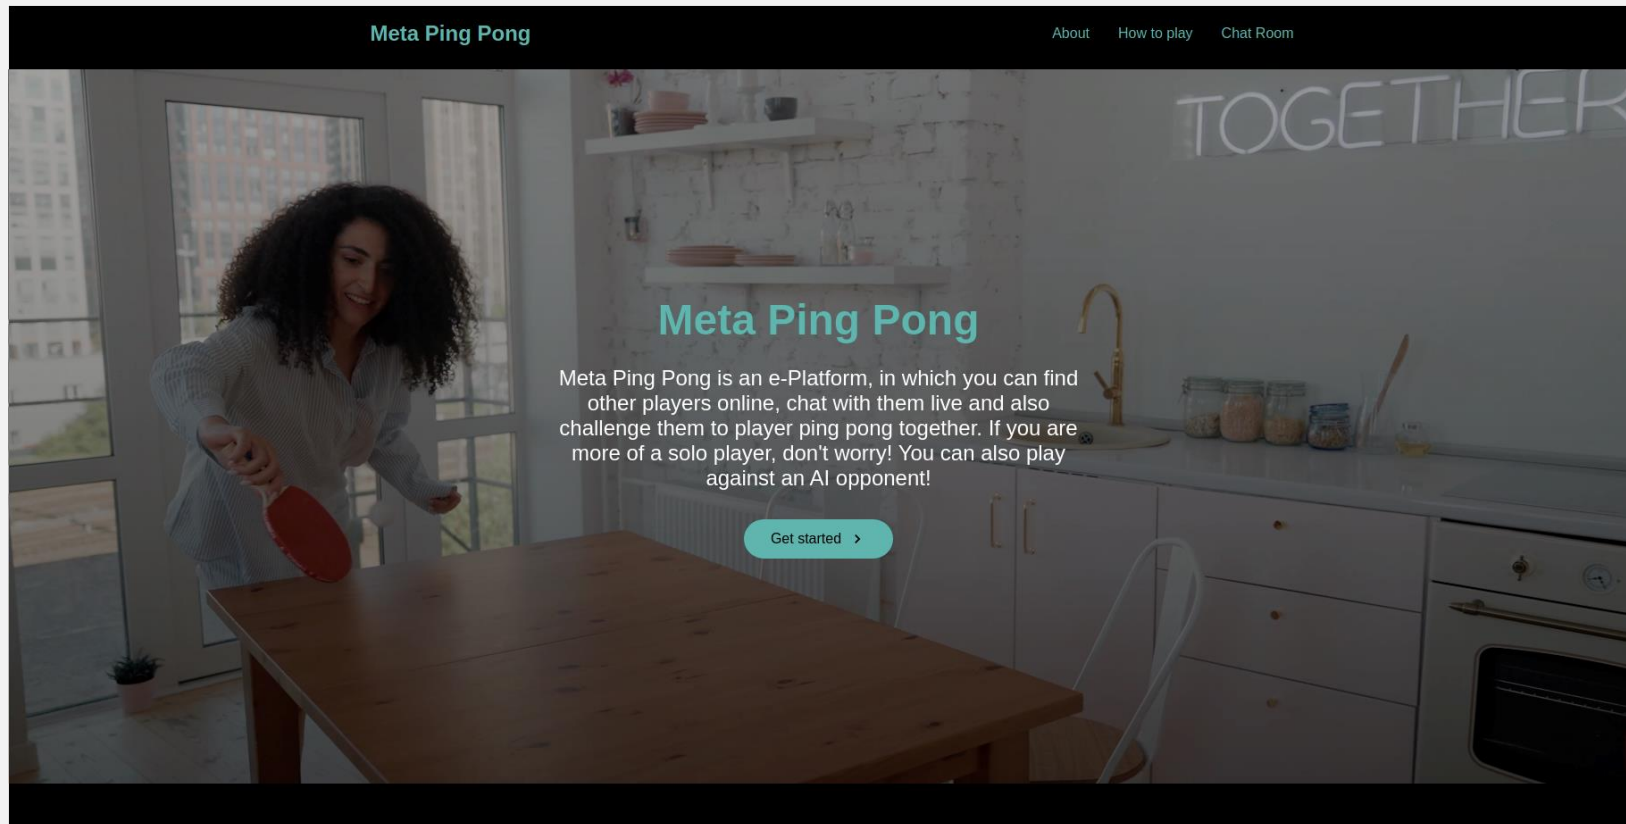 Meta Ping Pong
About
How to play
Chat Room
TOGETHER
Meta Ping Pong
Meta Ping Pong is an e-Platform, in which you can find
other players online, chat with them live and also
challenge them to player ping pong together. If you are
more of a solo player, don't worry! You can also play
against an AI opponent!
Get started